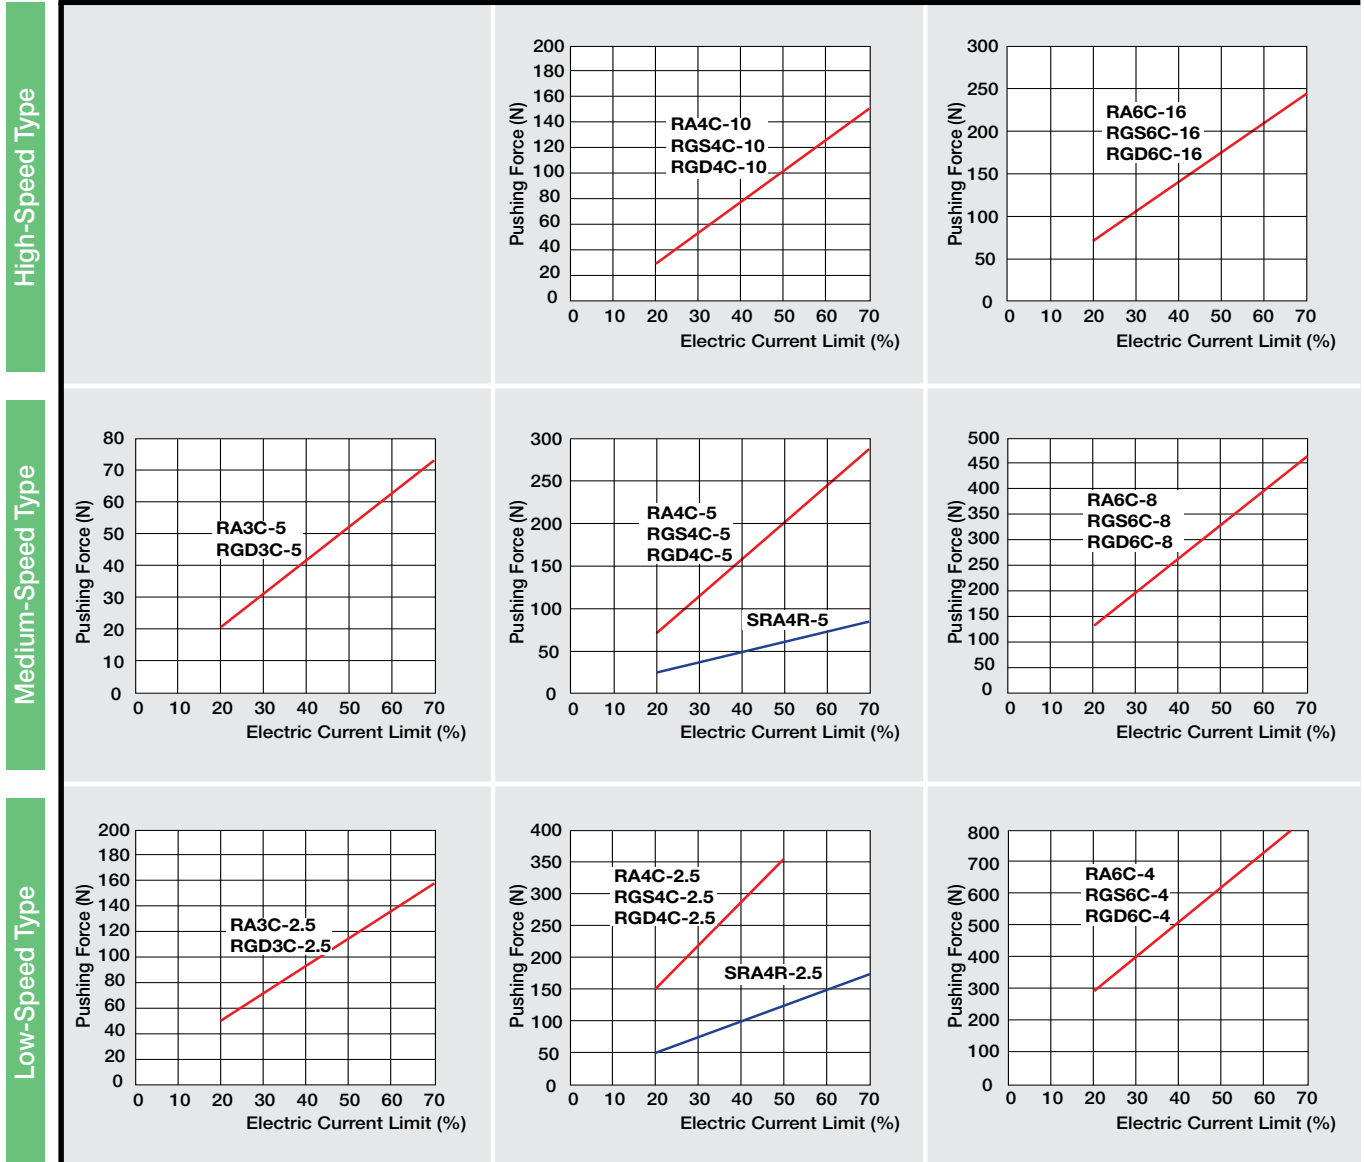 High-Speed Type
200
180
160
140
120
100
80
60
40
20
0
Pushing Force (N)
RA4C-10
RGS4C-10
RGD4C-10
0 10 20 30 40 50 60 70
Electric Current Limit (%)
300
250
200
150
100
50
0
Pushing Force (N)
RA6C-16
RGS6C-16
RGD6C-16
0 10 20 30 40 50 60 70
Electric Current Limit (%)
Medium-Speed Type
80
70
60
50
40
30
20
10
0
Pushing Force (N)
RA3C-5
RGD3C-5
0 10 20 30 40 50 60 70
Electric Current Limit (%)
300
250
200
150
100
50
0
Pushing Force (N)
RA4C-5
RGS4C-5
RGD4C-5
SRA4R-5
0 10 20 30 40 50 60 70
Electric Current Limit (%)
500
450
400
350
300
250
200
150
100
50
0
Pushing Force (N)
RA6C-8
RGS6C-8
RGD6C-8
0 10 20 30 40 50 60 70
Electric Current Limit (%)
Low-Speed Type
200
180
160
140
120
100
80
60
40
20
0
Pushing Force (N)
RA3C-2.5
RGD3C-2.5
0 10 20 30 40 50 60 70
Electric Current Limit (%)
400
350
300
250
200
150
100
50
0
Pushing Force (N)
RA4C-2.5
RGS4C-2.5
RGD4C-2.5
SRA4R-2.5
0 10 20 30 40 50 60 70
Electric Current Limit (%)
800
700
600
500
400
300
200
100
0
Pushing Force (N)
RA6C-4
RGS6C-4
RGD6C-4
0 10 20 30 40 50 60 70
Electric Current Limit (%)